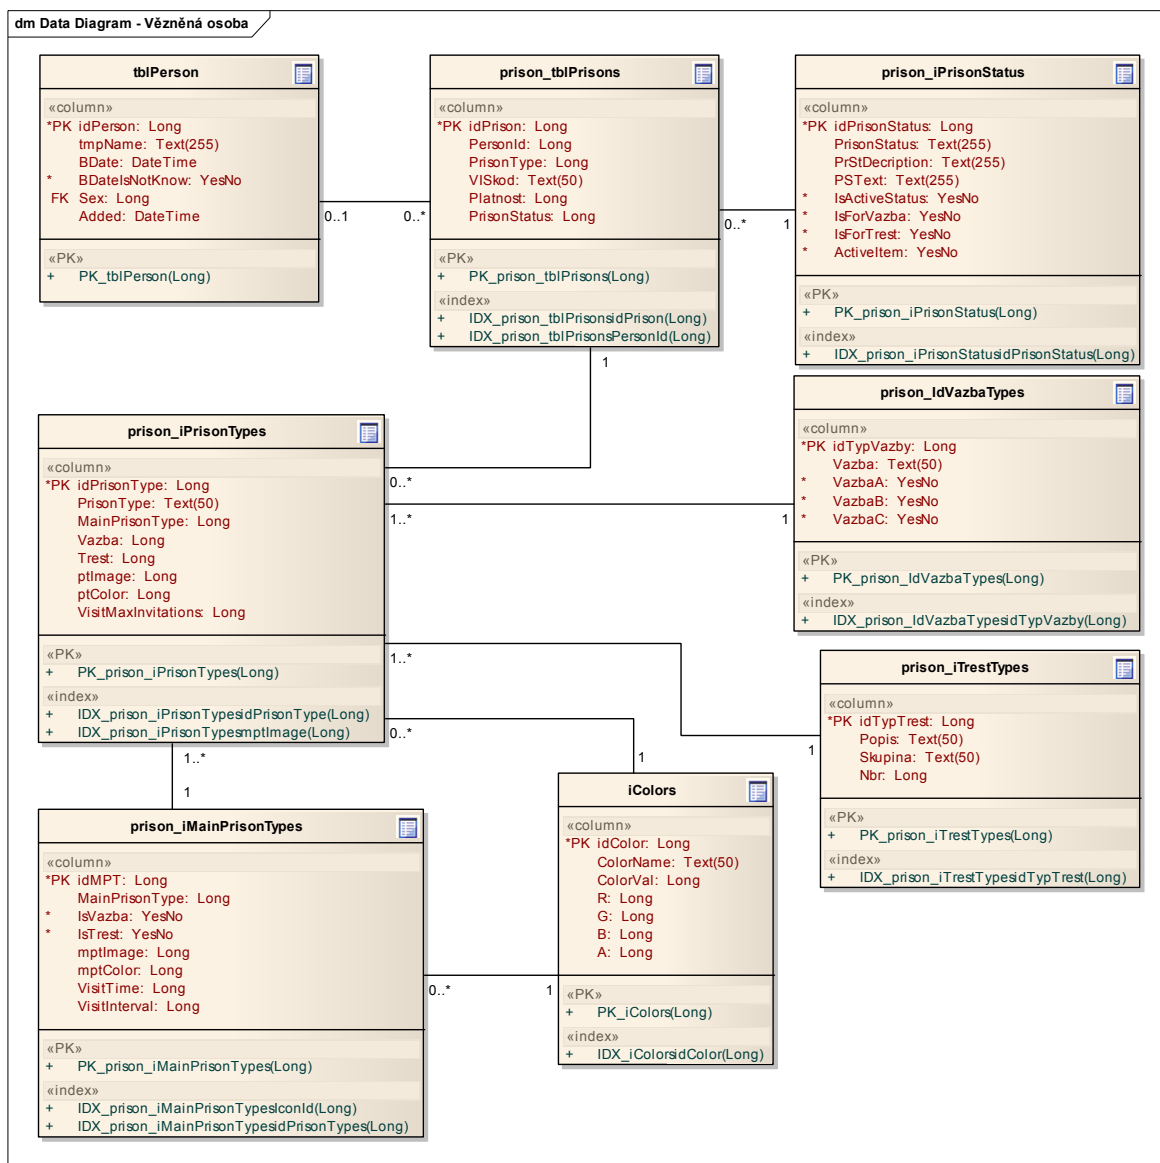 dm Data Diagram - Vězněná osoba
tblPerson
«column»
*PK idPerson: Long
tmpName: Text(255)
BDate: DateTime
* BDateIsNotKnow: YesNo
FK Sex: Long
Added: DateTime
«PK»
+ PK_tblPerson(Long)
0..1
0..*
prison_tblPrisons
«column»
*PK idPrison: Long
PersonId: Long
PrisonType: Long
VISkod: Text(50)
Platnost: Long
PrisonStatus: Long
«PK»
+ PK_prison_tblPrisons(Long)
«index»
+ IDX_prison_tblPrisonsidPrison(Long)
+ IDX_prison_tblPrisonsPersonId(Long)
0..*
1
prison_iPrisonStatus
«column»
*PK idPrisonStatus: Long
PrisonStatus: Text(255)
PrStDecription: Text(255)
PSText: Text(255)
* IsActiveStatus: YesNo
* IsForVazba: YesNo
* IsForTrest: YesNo
* ActiveItem: YesNo
«PK»
+ PK_prison_iPrisonStatus(Long)
«index»
+ IDX_prison_iPrisonStatusidPrisonStatus(Long)
1
0..*
prison_iPrisonTypes
«column»
*PK idPrisonType: Long
PrisonType: Text(50)
MainPrisonType: Long
Vazba: Long
Trest: Long
ptImage: Long
ptColor: Long
VisitMaxInvitations: Long
«PK»
+ PK_prison_iPrisonTypes(Long)
«index»
+ IDX_prison_iPrisonTypesidPrisonType(Long)
+ IDX_prison_iPrisonTypesmptImage(Long)
1..*
1
prison_IdVazbaTypes
«column»
*PK idTypVazby: Long
Vazba: Text(50)
* VazbaA: YesNo
* VazbaB: YesNo
* VazbaC: YesNo
«PK»
+ PK_prison_IdVazbaTypes(Long)
«index»
+ IDX_prison_IdVazbaTypesidTypVazby(Long)
1..*
1
prison_iTrestTypes
«column»
*PK idTypTrest: Long
Popis: Text(50)
Skupina: Text(50)
Nbr: Long
«PK»
+ PK_prison_iTrestTypes(Long)
«index»
+ IDX_prison_iTrestTypesidTypTrest(Long)
0..*
1
1..*
1
prison_iMainPrisonTypes
«column»
*PK idMPT: Long
MainPrisonType: Long
* IsVazba: YesNo
* IsTrest: YesNo
mptImage: Long
mptColor: Long
VisitTime: Long
VisitInterval: Long
«PK»
+ PK_prison_iMainPrisonTypes(Long)
«index»
+ IDX_prison_iMainPrisonTypesIconId(Long)
+ IDX_prison_iMainPrisonTypesidPrisonTypes(Long)
0..*
1
iColors
«column»
*PK idColor: Long
ColorName: Text(50)
ColorVal: Long
R: Long
G: Long
B: Long
A: Long
«PK»
+ PK_iColors(Long)
«index»
+ IDX_iColorsidColor(Long)